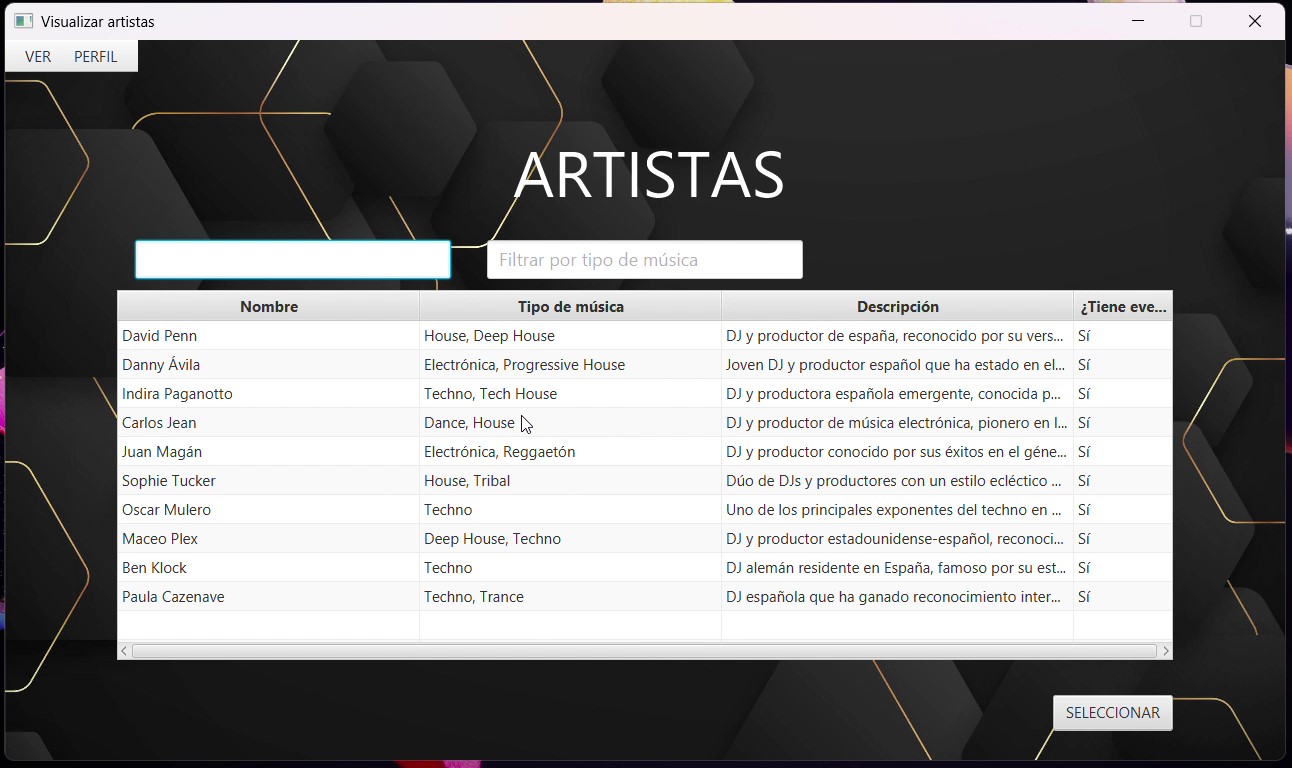 Visualizar artistas
VER PERFIL
ARTISTAS
Filtrar por tipo de música
Nombre Tipo de música Descripción ¿Tiene eve...
David Penn House, Deep House DJ y productor de españa, reconocido por su vers... Sí
Danny Ávila Electrónica, Progressive House Joven DJ y productor español que ha estado en el... Sí
Indira Paganotto Techno, Tech House DJ y productora española emergente, conocida p... Sí
Carlos Jean Dance, House DJ y productor de música electrónica, pionero en l... Sí
Juan Magán Electrónica, Reggaetón DJ y productor conocido por sus éxitos en el géne... Sí
Sophie Tucker House, Tribal Dúo de DJs y productores con un estilo ecléctico ... Sí
Oscar Mulero Techno Uno de los principales exponentes del techno en ... Sí
Maceo Plex Deep House, Techno DJ y productor estadounidense-español, reconoci... Sí
Ben Klock Techno DJ alemán residente en España, famoso por su est... Sí
Paula Cazenave Techno, Trance DJ española que ha ganado reconocimiento inter... Sí
SELECCIONAR